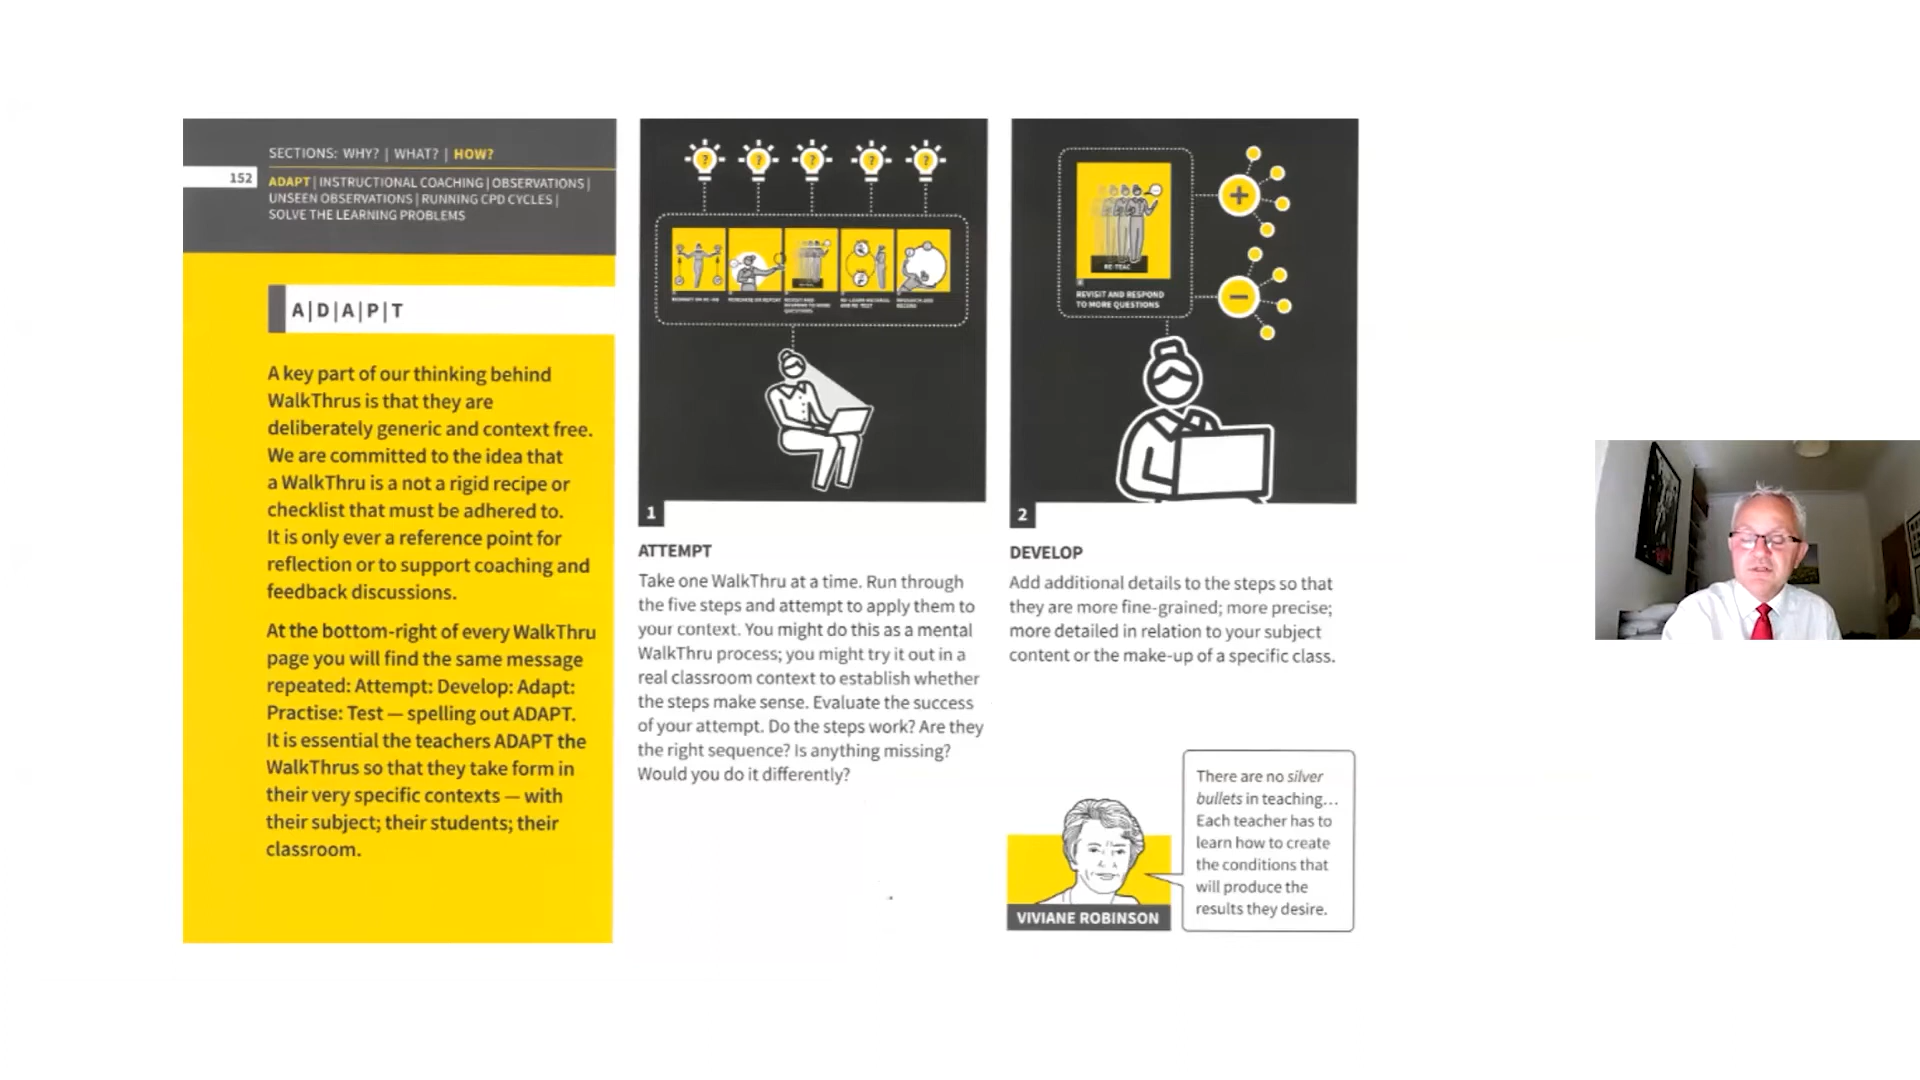 SECTIONS: WHY? | WHAT? | HOW?
152
ADAPT | INSTRUCTIONAL COACHING | OBSERVATIONS |
UNSEEN OBSERVATIONS | RUNNING CPD CYCLES |
SOLVE THE LEARNING PROBLEMS
A|D|A|P|T
A key part of our thinking behind
WalkThrus is that they are
deliberately generic and context free.
We are committed to the idea that
a WalkThru is a not a rigid recipe or
checklist that must be adhered to.
It is only ever a reference point for
reflection or to support coaching and
feedback discussions.
At the bottom-right of every WalkThru
page you will find the same message
repeated: Attempt: Develop: Adapt:
Practise: Test — spelling out ADAPT.
It is essential the teachers ADAPT the
WalkThrus so that they take form in
their very specific contexts — with
their subject; their students; their
classroom.
? ? ? ? ?
1
ATTEMPT
Take one WalkThru at a time. Run through
the five steps and attempt to apply them to
your context. You might do this as a mental
WalkThru process; you might try it out in a
real classroom context to establish whether
the steps make sense. Evaluate the success
of your attempt. Do the steps work? Are they
the right sequence? Is anything missing?
Would you do it differently?
RE-TEAC
REVISIT AND RESPOND
TO MORE QUESTIONS
+
−
2
DEVELOP
Add additional details to the steps so that
they are more fine-grained; more precise;
more detailed in relation to your subject
content or the make-up of a specific class.
VIVIANE ROBINSON
There are no silver
bullets in teaching…
Each teacher has to
learn how to create
the conditions that
will produce the
results they desire.